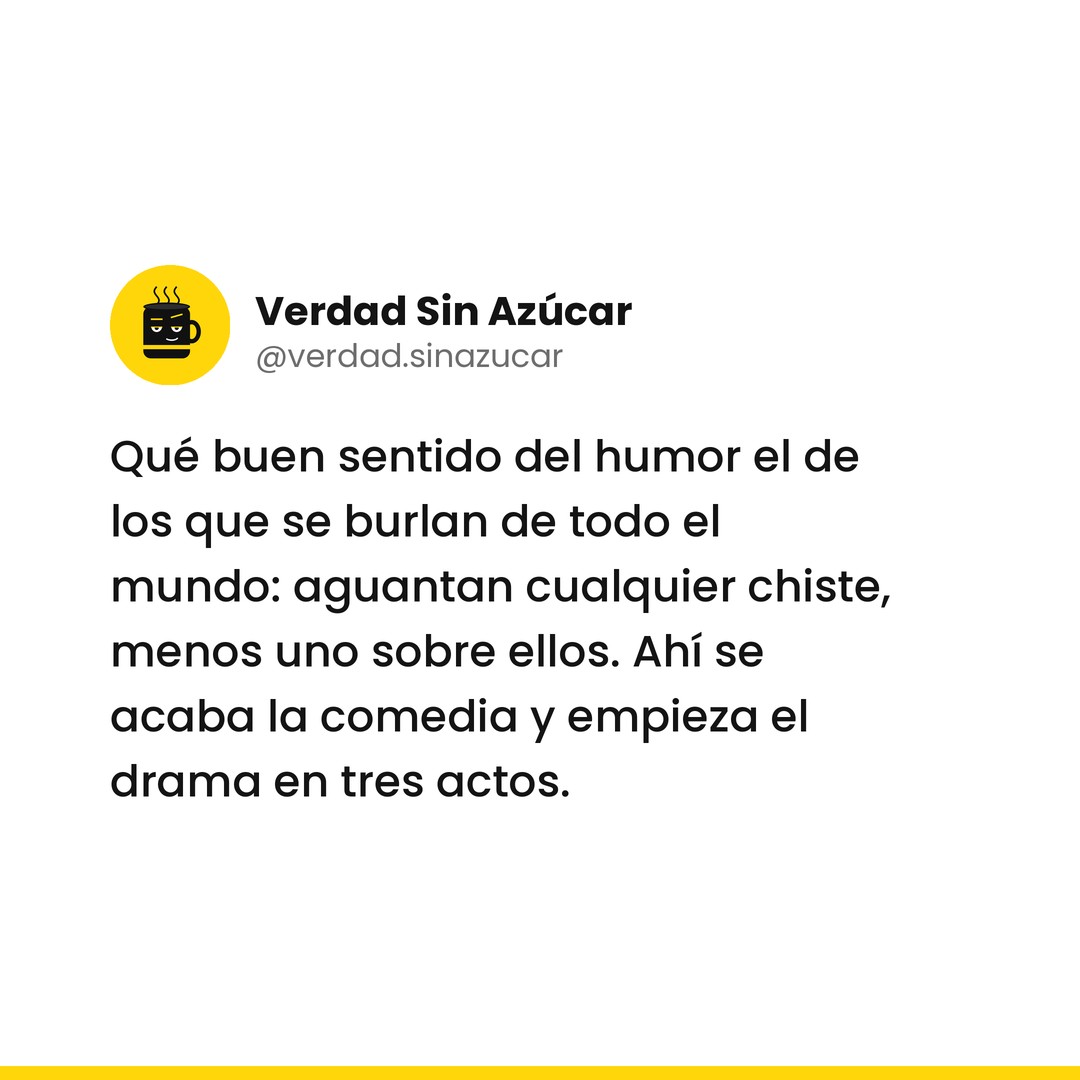 Verdad Sin Azúcar
@verdad.sinazucar
Qué buen sentido del humor el de
los que se burlan de todo el
mundo: aguantan cualquier chiste,
menos uno sobre ellos. Ahí se
acaba la comedia y empieza el
drama en tres actos.